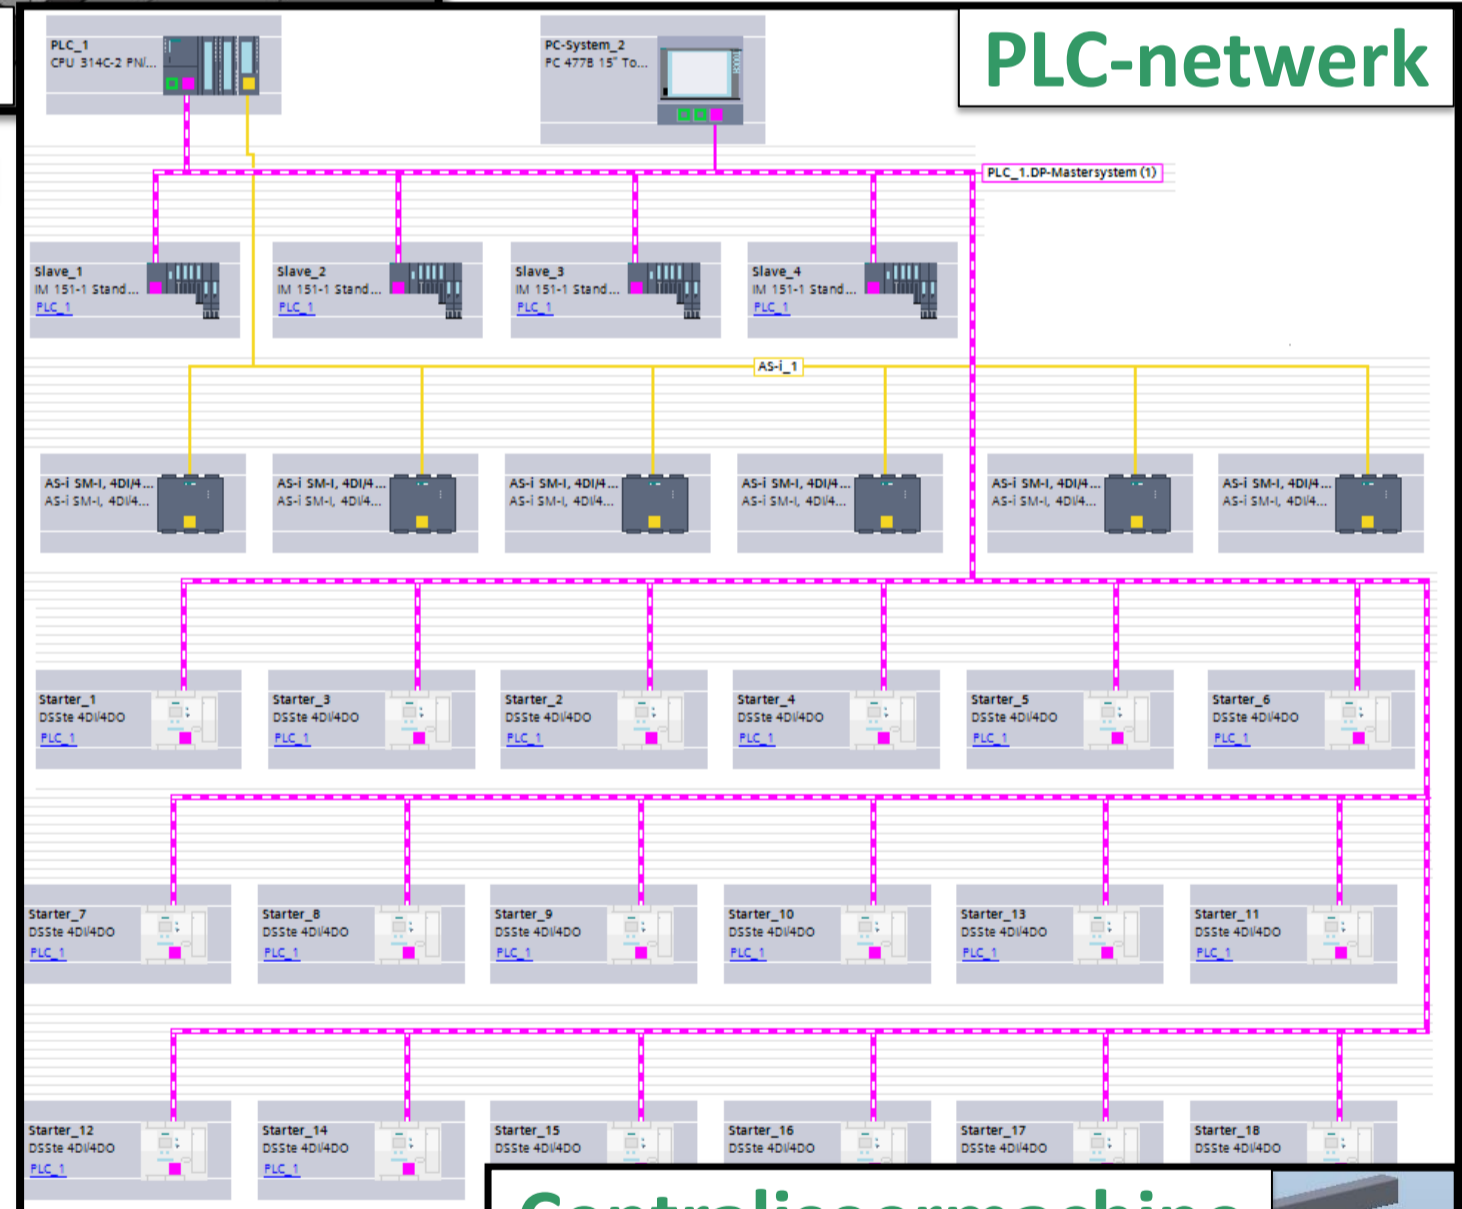 PLC-netwerk
PLC_1
CPU 314C-2 PN/...
PC-System_2
PC 477B 15" To...
PLC_1.DP-Mastersystem (1)
Slave_1
IM 151-1 Stand...
PLC_1
Slave_2
IM 151-1 Stand...
PLC_1
Slave_3
IM 151-1 Stand...
PLC_1
Slave_4
IM 151-1 Stand...
PLC_1
AS-i_1
AS-i SM-I, 4DI/4...
AS-i SM-I, 4DI/4...
AS-i SM-I, 4DI/4...
AS-i SM-I, 4DI/4...
AS-i SM-I, 4DI/4...
AS-i SM-I, 4DI/4...
AS-i SM-I, 4DI/4...
AS-i SM-I, 4DI/4...
AS-i SM-I, 4DI/4...
AS-i SM-I, 4DI/4...
AS-i SM-I, 4DI/4...
AS-i SM-I, 4DI/4...
Starter_1
DSSte 4DI/4DO
PLC_1
Starter_3
DSSte 4DI/4DO
PLC_1
Starter_2
DSSte 4DI/4DO
PLC_1
Starter_4
DSSte 4DI/4DO
PLC_1
Starter_5
DSSte 4DI/4DO
PLC_1
Starter_6
DSSte 4DI/4DO
PLC_1
Starter_7
DSSte 4DI/4DO
PLC_1
Starter_8
DSSte 4DI/4DO
PLC_1
Starter_9
DSSte 4DI/4DO
PLC_1
Starter_10
DSSte 4DI/4DO
PLC_1
Starter_13
DSSte 4DI/4DO
PLC_1
Starter_11
DSSte 4DI/4DO
PLC_1
Starter_12
DSSte 4DI/4DO
PLC_1
Starter_14
DSSte 4DI/4DO
PLC_1
Starter_15
DSSte 4DI/4DO
Starter_16
DSSte 4DI/4DO
Starter_17
DSSte 4DI/4DO
Starter_18
DSSte 4DI/4DO